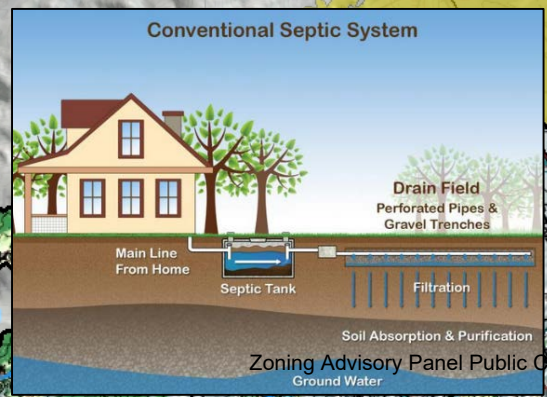 Conventional Septic System
Drain Field
Perforated Pipes &
Gravel Trenches
Main Line
From Home
Septic Tank
Filtration
Soil Absorption & Purification
Zoning Advisory Panel Public
Ground Water